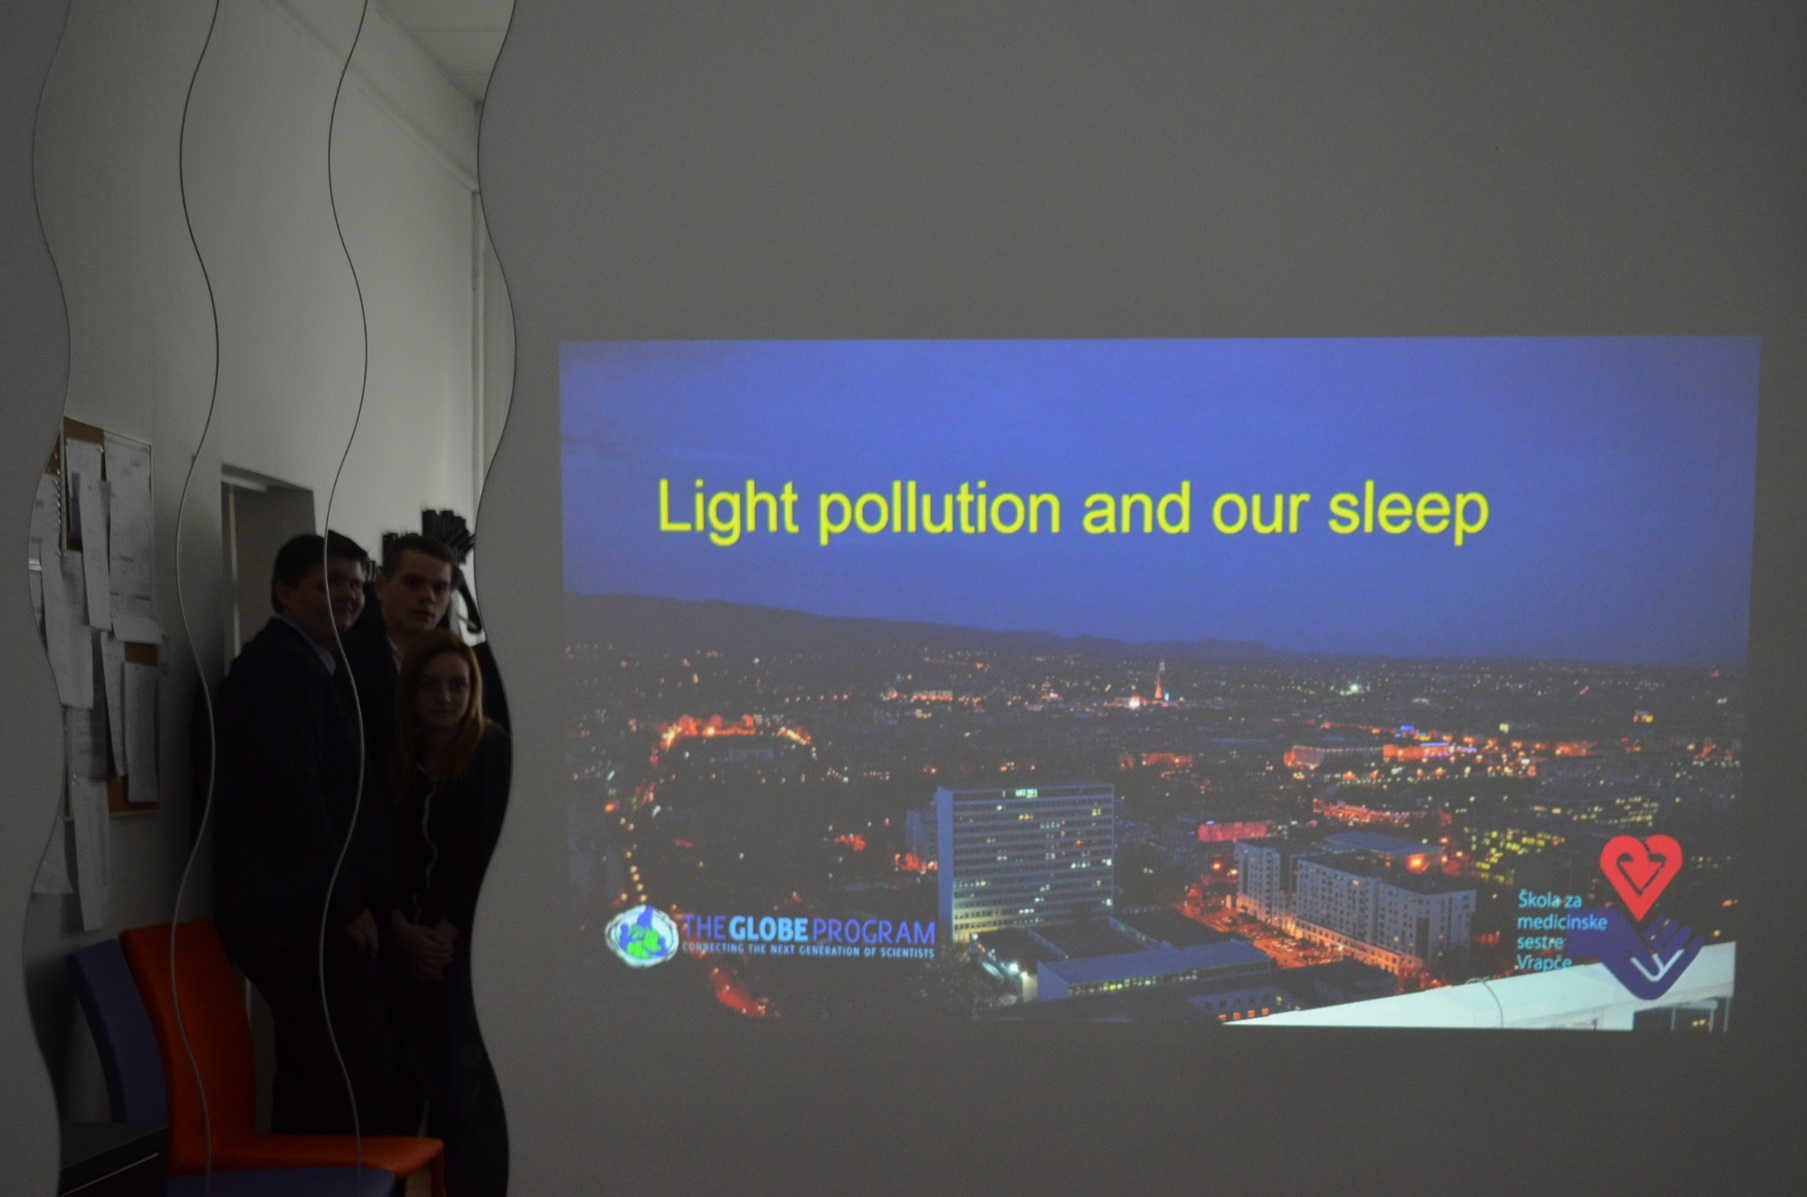 Light pollution and our sleep
THE GLOBE PROGRAM
CONNECTING THE NEXT GENERATION OF SCIENTISTS
Škola za
medicinske
sestre
Vrapče